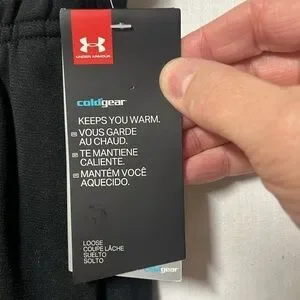 UNDER ARMOUR
coldgear
KEEPS YOU WARM.
VOUS GARDE
AU CHAUD.
TE MANTIENE
CALIENTE.
MANTÉM VOCÊ
AQUECIDO.
LOOSE
COUPE LÂCHE
SUELTO
SOLTO
coldgear